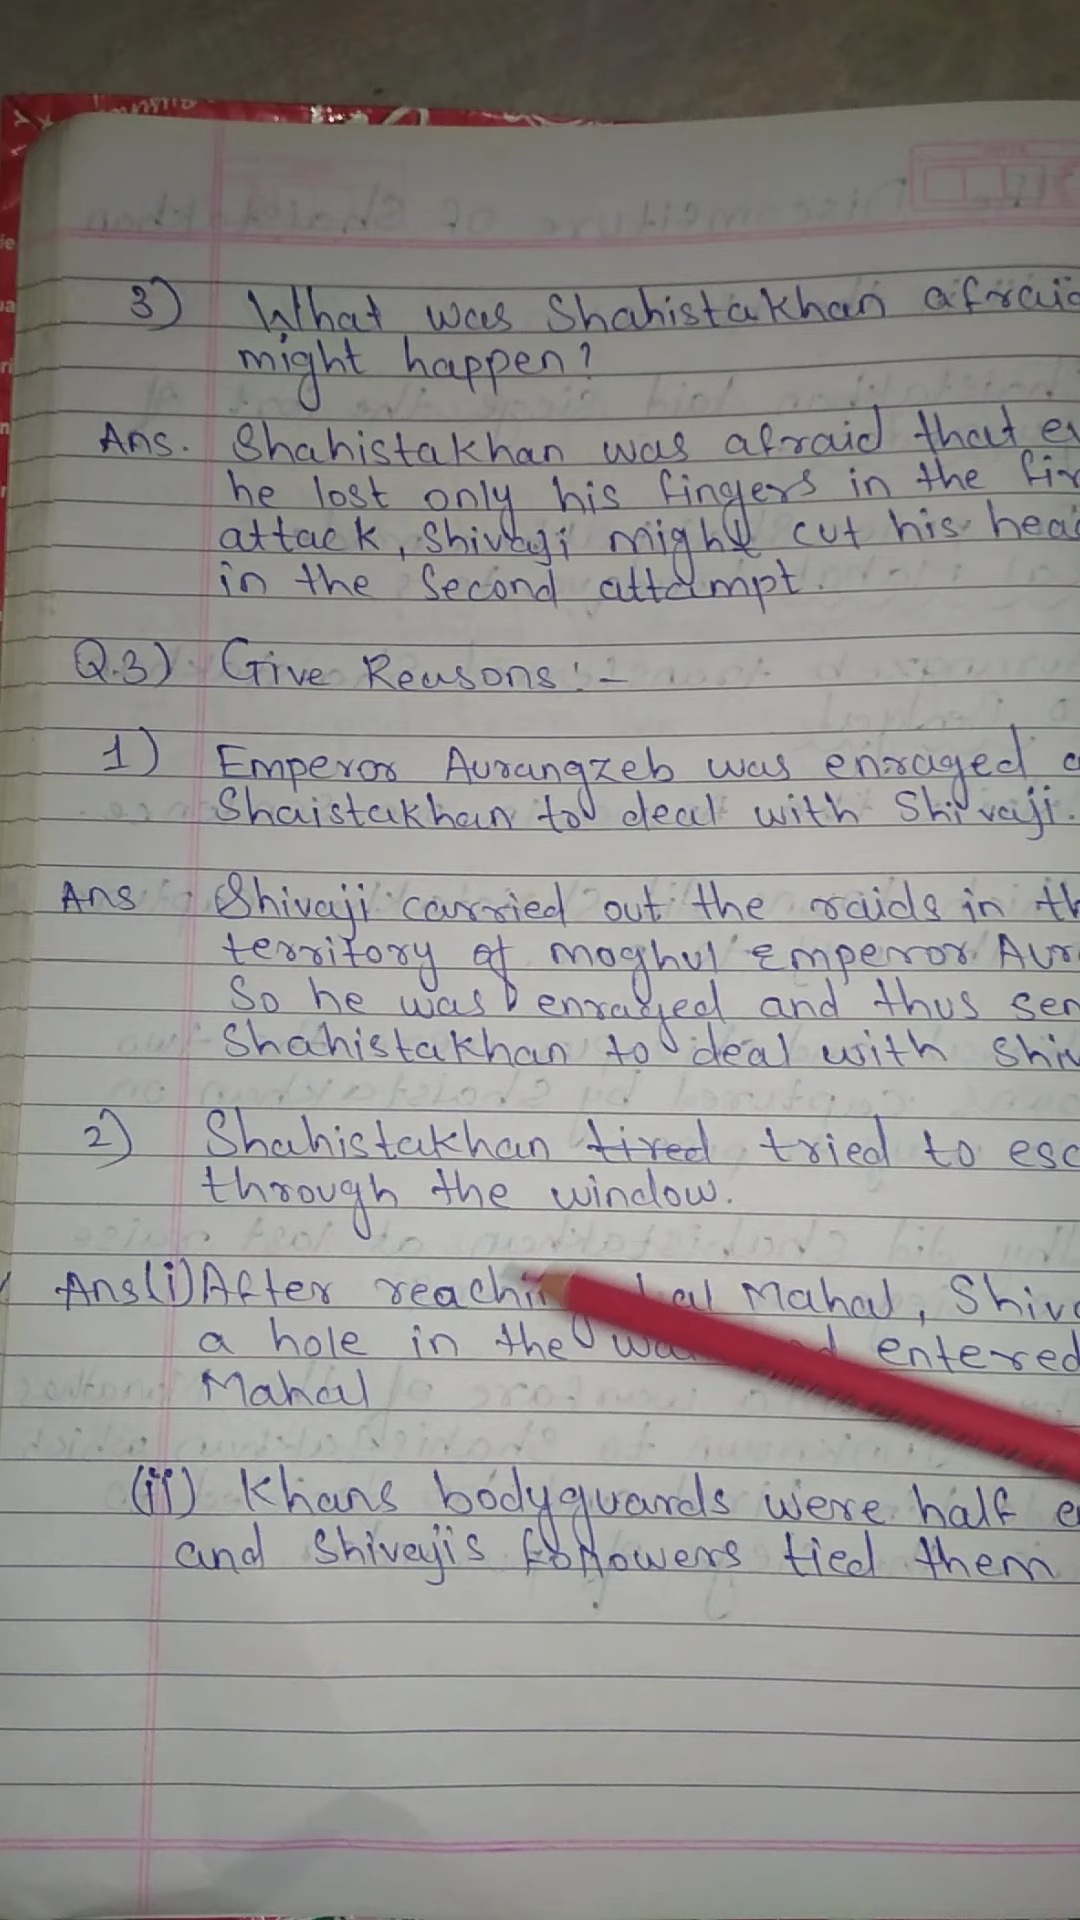 3) What was Shahistakhan afraid
might happen?
Ans. Shahistakhan was afraid that
he lost only his fingers in the
attack, Shivaji might cut his
in the second attampt.
Q.3) Give Reasons :-
1) Emperor Aurangzeb was enraged
Shaistakhan to deal with Shivaji.
Ans Shivaji carried out the raids in
territory of moghul Emperor
So he was enraged and thus
Shahistakhan to deal with
2) Shahistakhan tired tried to
through the window.
Ans (i) After Mahal,
a hole in the entered
Mahal
(ii) Khans bodyguards were half
and Shivajis followers tied them